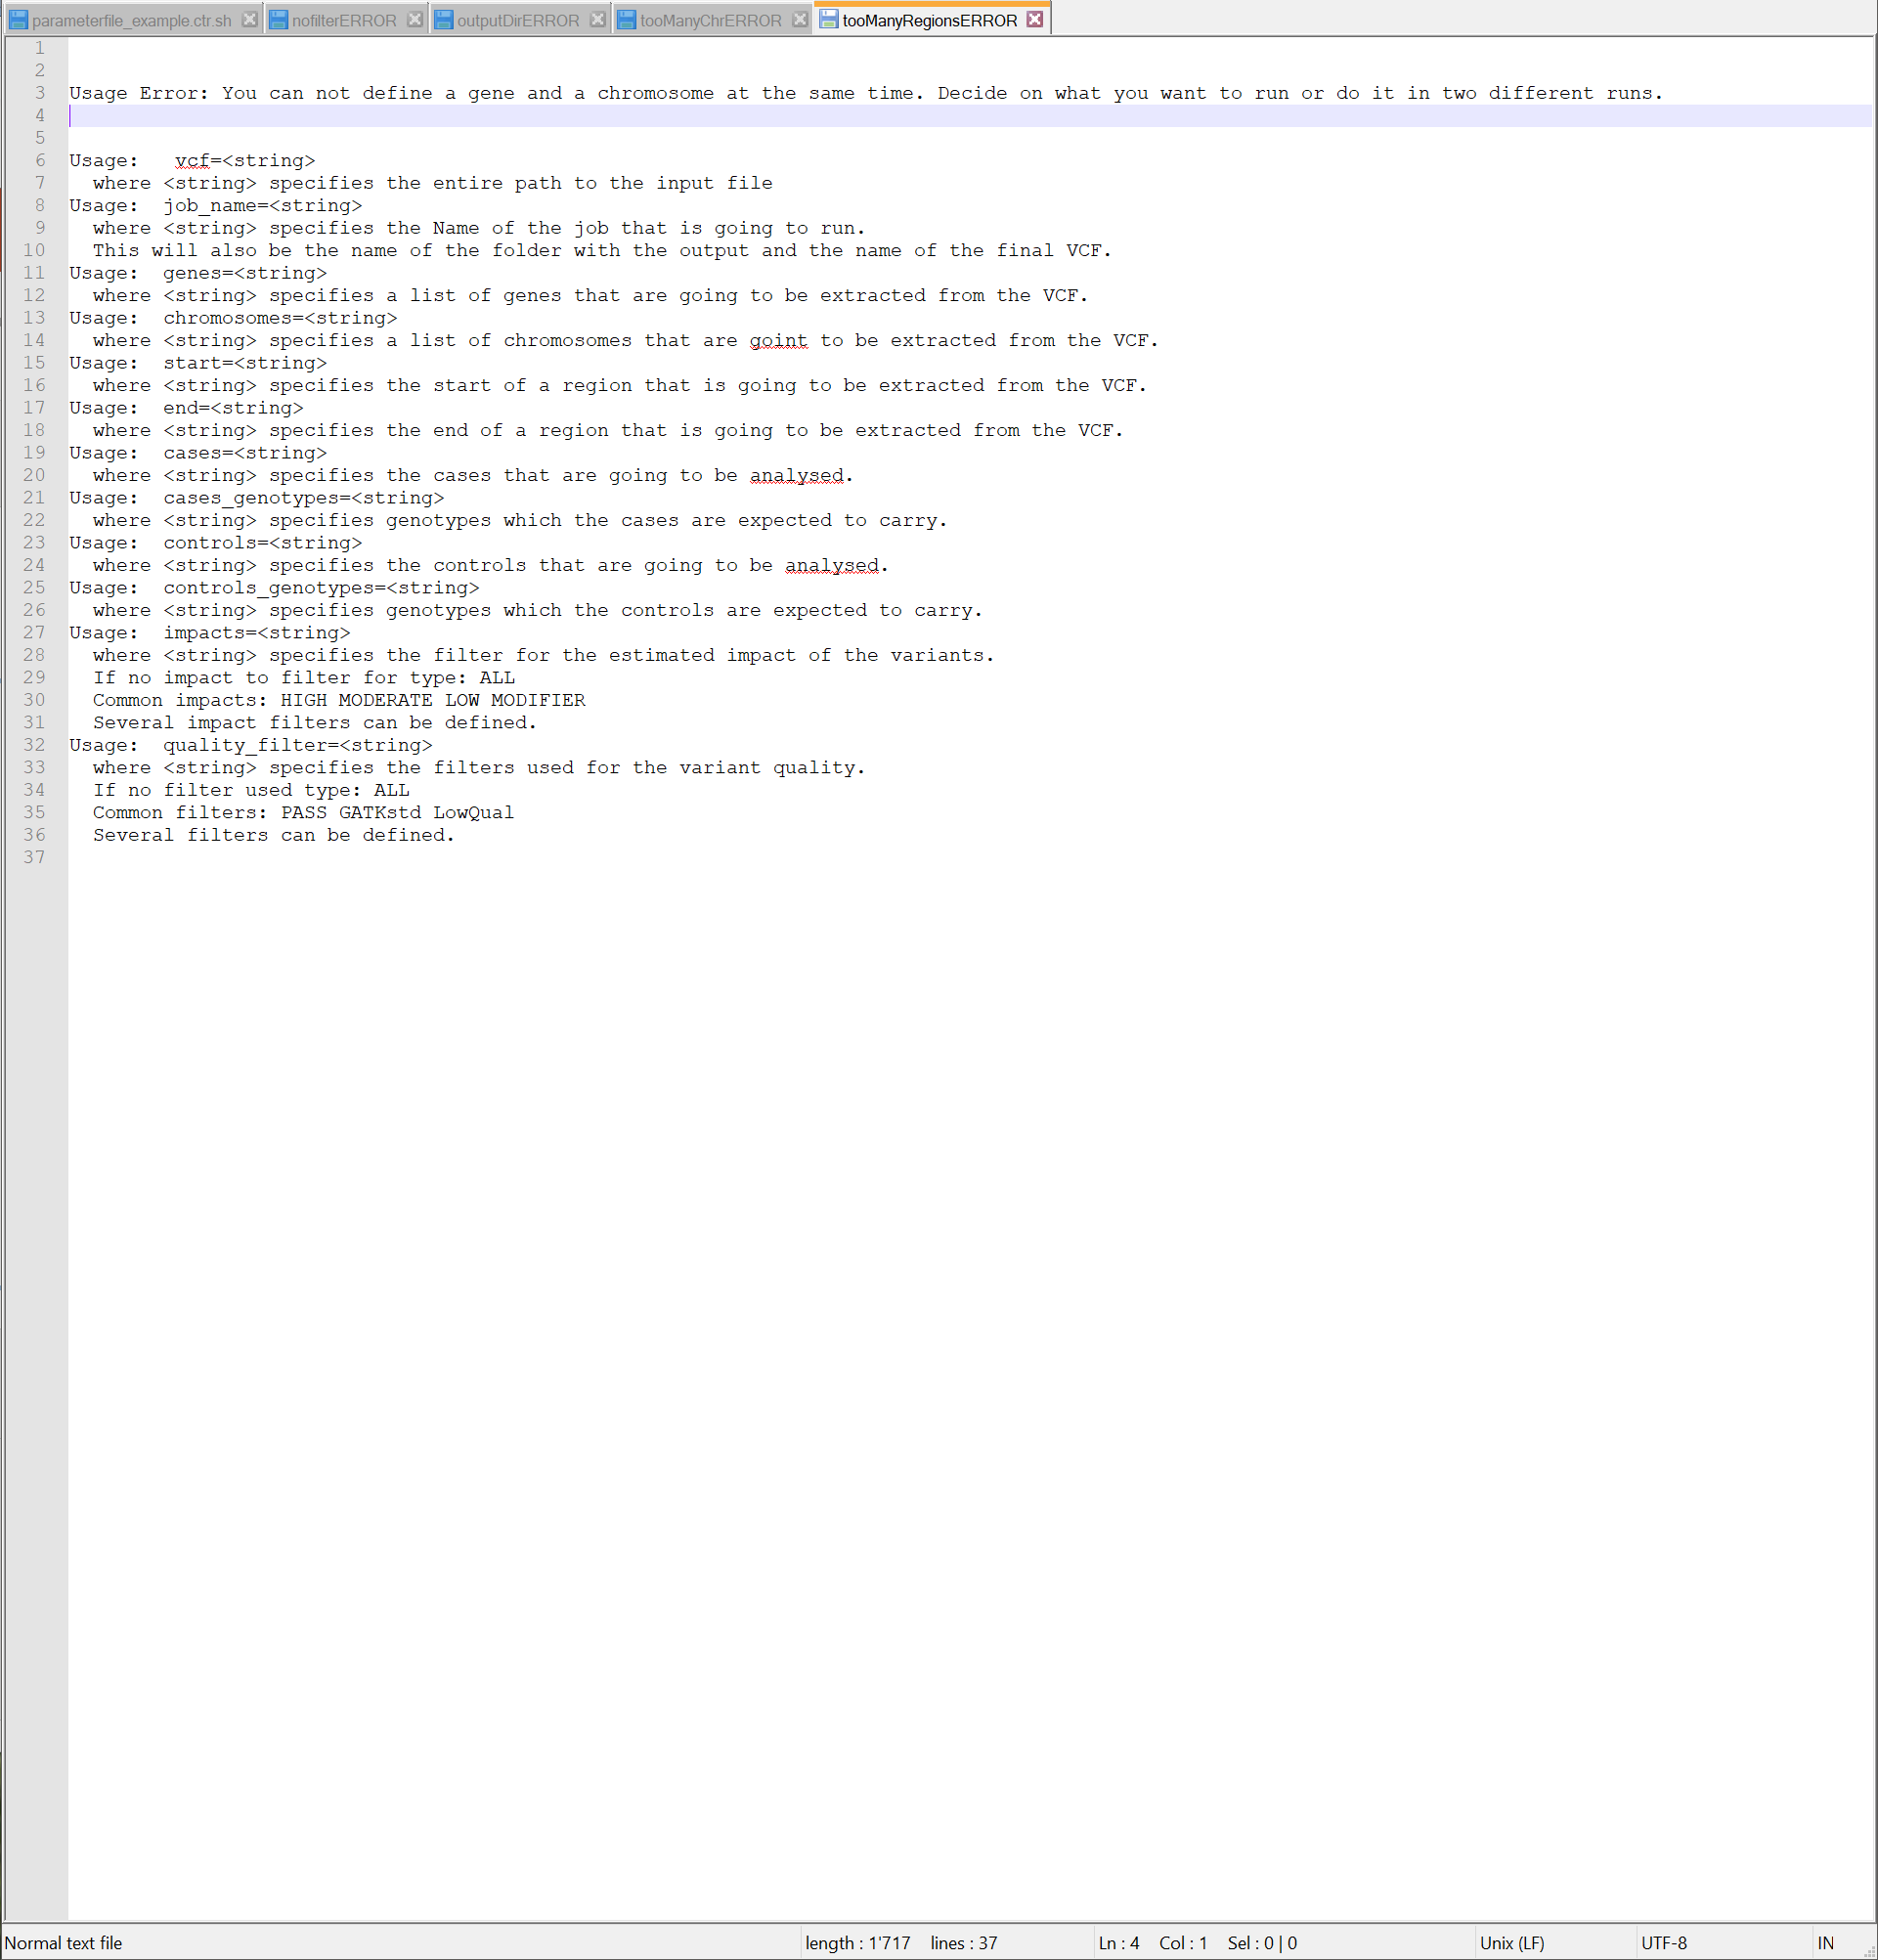 parameterfile_example.ctr.sh nofilterERROR outputDirERROR tooManyChrERROR tooManyRegionsERROR
1
2
3 Usage Error: You can not define a gene and a chromosome at the same time. Decide on what you want to run or do it in two different runs.
4
5
6 Usage:   vcf=<string>
7   where <string> specifies the entire path to the input file
8 Usage:  job_name=<string>
9   where <string> specifies the Name of the job that is going to run.
10   This will also be the name of the folder with the output and the name of the final VCF.
11 Usage:  genes=<string>
12   where <string> specifies a list of genes that are going to be extracted from the VCF.
13 Usage:  chromosomes=<string>
14   where <string> specifies a list of chromosomes that are goint to be extracted from the VCF.
15 Usage:  start=<string>
16   where <string> specifies the start of a region that is going to be extracted from the VCF.
17 Usage:  end=<string>
18   where <string> specifies the end of a region that is going to be extracted from the VCF.
19 Usage:  cases=<string>
20   where <string> specifies the cases that are going to be analysed.
21 Usage:  cases_genotypes=<string>
22   where <string> specifies genotypes which the cases are expected to carry.
23 Usage:  controls=<string>
24   where <string> specifies the controls that are going to be analysed.
25 Usage:  controls_genotypes=<string>
26   where <string> specifies genotypes which the controls are expected to carry.
27 Usage:  impacts=<string>
28   where <string> specifies the filter for the estimated impact of the variants.
29   If no impact to filter for type: ALL
30   Common impacts: HIGH MODERATE LOW MODIFIER
31   Several impact filters can be defined.
32 Usage:  quality_filter=<string>
33   where <string> specifies the filters used for the variant quality.
34   If no filter used type: ALL
35   Common filters: PASS GATKstd LowQual
36   Several filters can be defined.
37
Normal text file length : 1'717 lines : 37 Ln : 4 Col : 1 Sel : 0 | 0 Unix (LF) UTF-8 IN